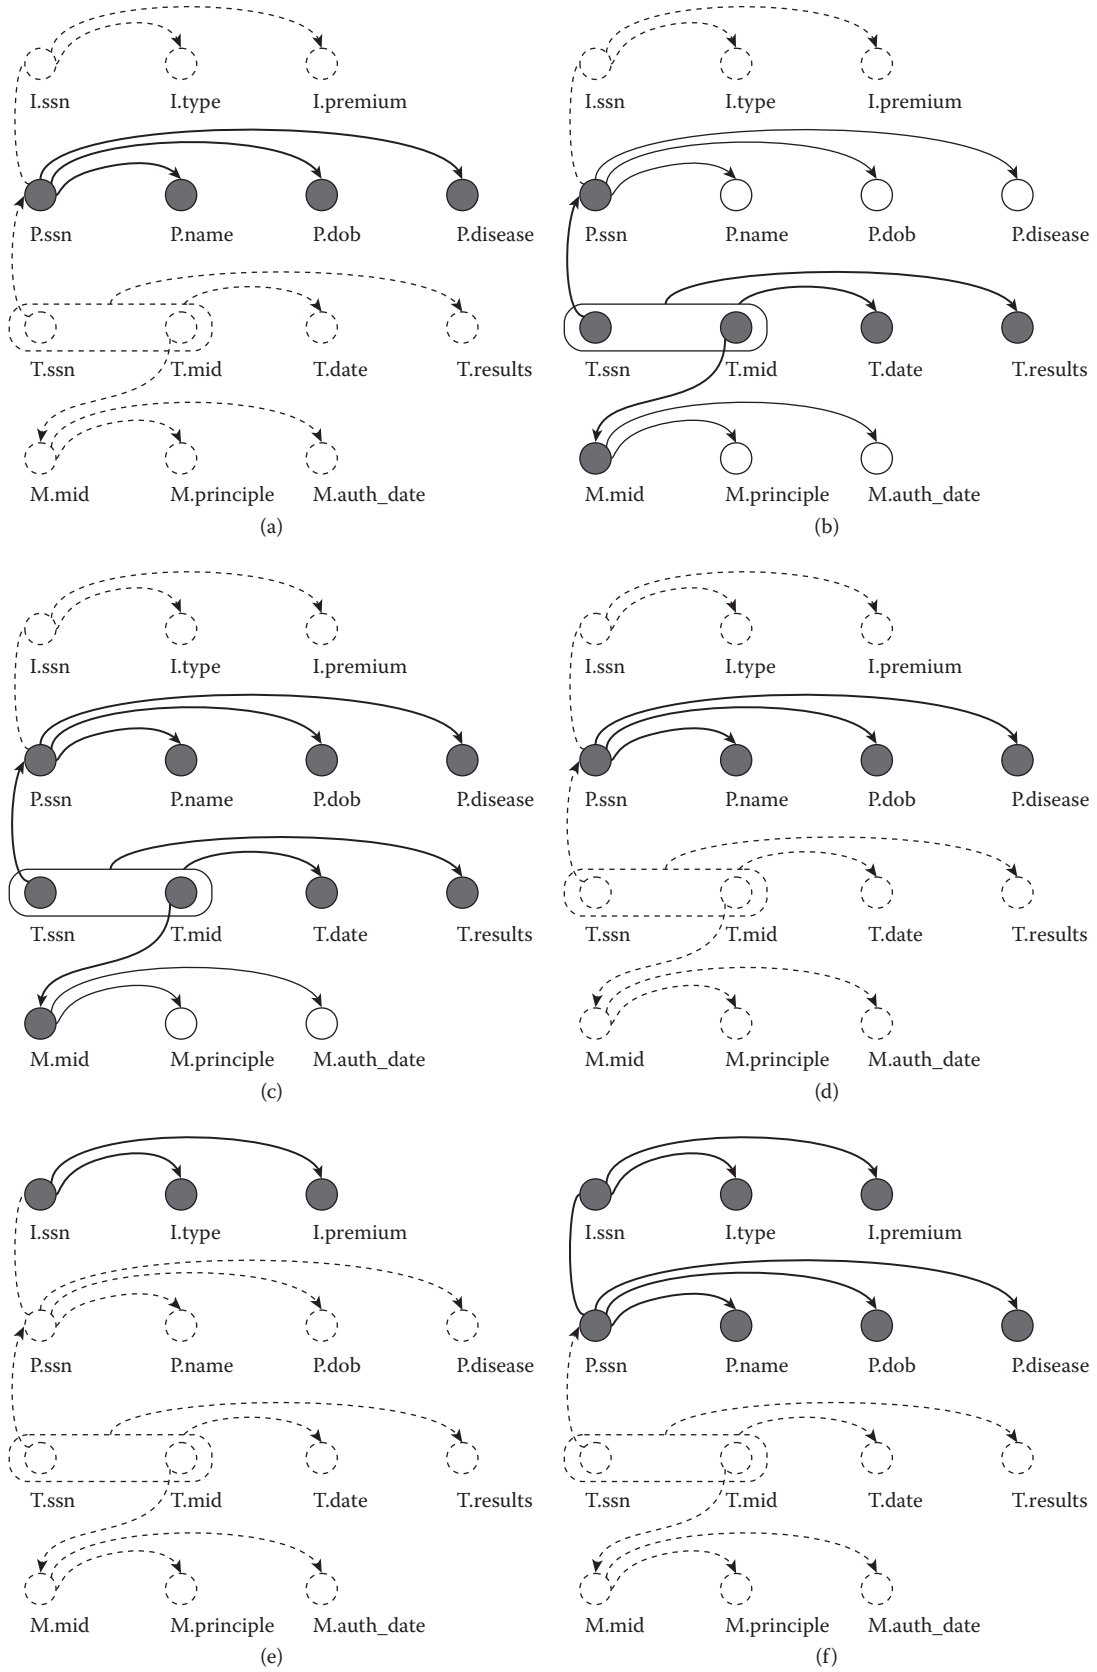 I.ssn I.type I.premium I.ssn I.type I.premium
P.ssn P.name P.dob P.disease P.ssn P.name P.dob P.disease
T.ssn T.mid T.date T.results T.ssn T.mid T.date T.results
M.mid M.principle M.auth_date M.mid M.principle M.auth_date
(a) (b)
I.ssn I.type I.premium I.ssn I.type I.premium
P.ssn P.name P.dob P.disease P.ssn P.name P.dob P.disease
T.ssn T.mid T.date T.results T.ssn T.mid T.date T.results
M.mid M.principle M.auth_date M.mid M.principle M.auth_date
(c) (d)
I.ssn I.type I.premium I.ssn I.type I.premium
P.ssn P.name P.dob P.disease P.ssn P.name P.dob P.disease
T.ssn T.mid T.date T.results T.ssn T.mid T.date T.results
M.mid M.principle M.auth_date M.mid M.principle M.auth_date
(e) (f)